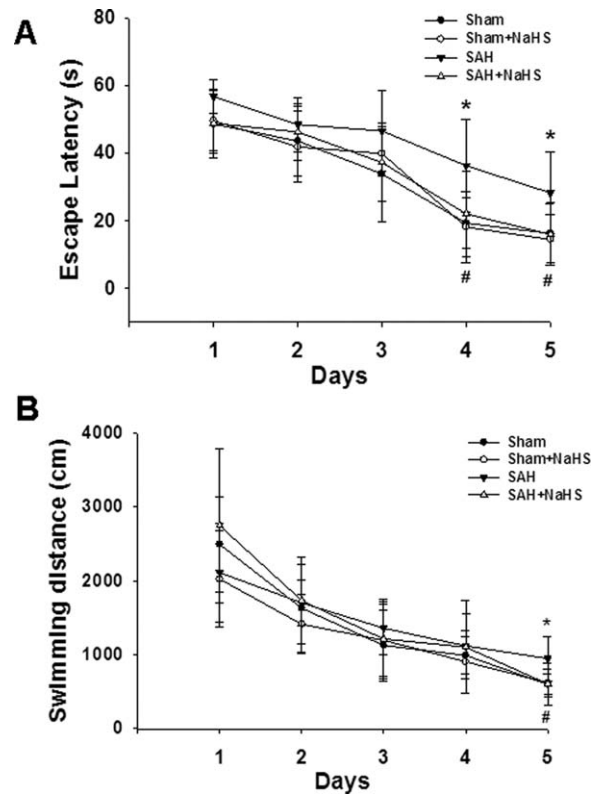 A
Escape Latency (s)
80
60
40
20
0
Sham
Sham+NaHS
SAH
SAH+NaHS
*
*
#
#
1 2 3 4 5
Days
B
Swimming distance (cm)
4000
3000
2000
1000
0
Sham
Sham+NaHS
SAH
SAH+NaHS
*
#
1 2 3 4 5
Days